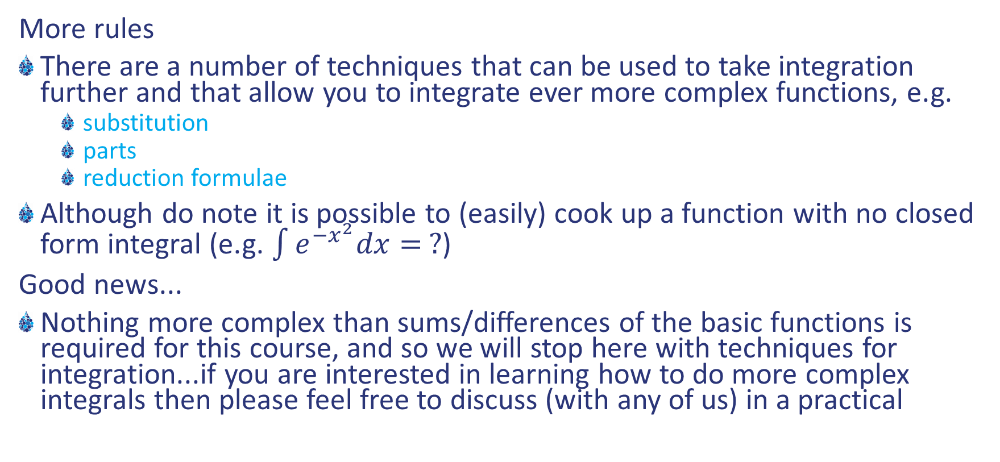 More rules
There are a number of techniques that can be used to take integration
further and that allow you to integrate ever more complex functions, e.g.
substitution
parts
reduction formulae
Although do note it is possible to (easily) cook up a function with no closed
form integral (e.g. ∫ e^{−x^2} dx = ?)
Good news...
Nothing more complex than sums/differences of the basic functions is
required for this course, and so we will stop here with techniques for
integration...if you are interested in learning how to do more complex
integrals then please feel free to discuss (with any of us) in a practical